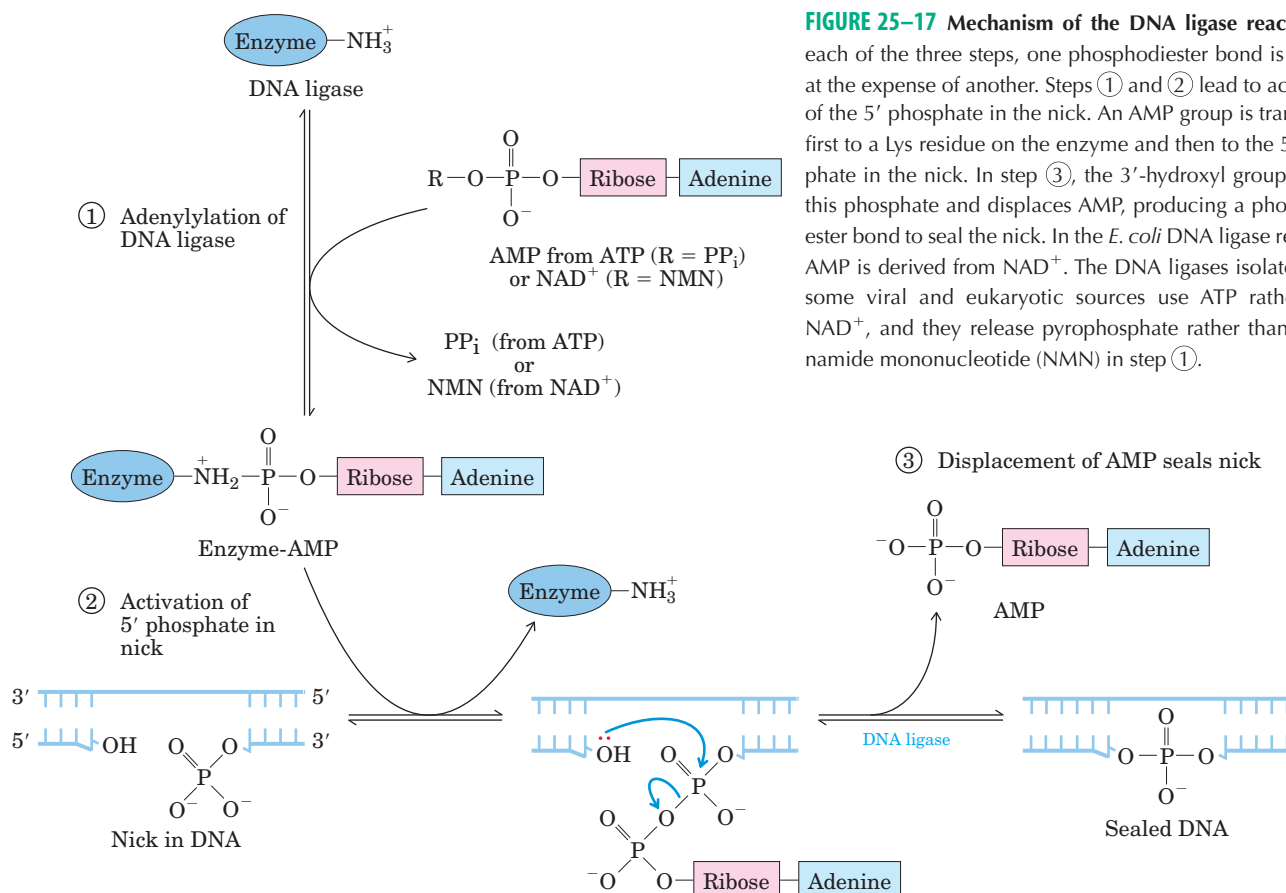 FIGURE 25–17 Mechanism of the DNA ligase reac
each of the three steps, one phosphodiester bond is
at the expense of another. Steps ① and ② lead to ac
of the 5′ phosphate in the nick. An AMP group is tran
first to a Lys residue on the enzyme and then to the 5
phate in the nick. In step ③, the 3′-hydroxyl group
this phosphate and displaces AMP, producing a phos
ester bond to seal the nick. In the E. coli DNA ligase re
AMP is derived from NAD⁺. The DNA ligases isolate
some viral and eukaryotic sources use ATP rathe
NAD⁺, and they release pyrophosphate rather than
namide mononucleotide (NMN) in step ①.
Enzyme NH₃⁺
DNA ligase
① Adenylylation of
DNA ligase
O
R—O—P—O—Ribose—Adenine
O⁻
AMP from ATP (R = PPᵢ)
or NAD⁺ (R = NMN)
PPᵢ (from ATP)
or
NMN (from NAD⁺)
O
Enzyme—N⁺H₂—P—O—Ribose—Adenine
O⁻
Enzyme-AMP
② Activation of
5′ phosphate in
nick
Enzyme NH₃⁺
③ Displacement of AMP seals nick
O
⁻O—P—O—Ribose—Adenine
O⁻
AMP
3′ 5′
5′ OH O O 3′
P
O⁻ O⁻
Nick in DNA
OH O O
P
O O O⁻
P
⁻O O Ribose Adenine
DNA ligase
O
O—P—O
O⁻
Sealed DNA